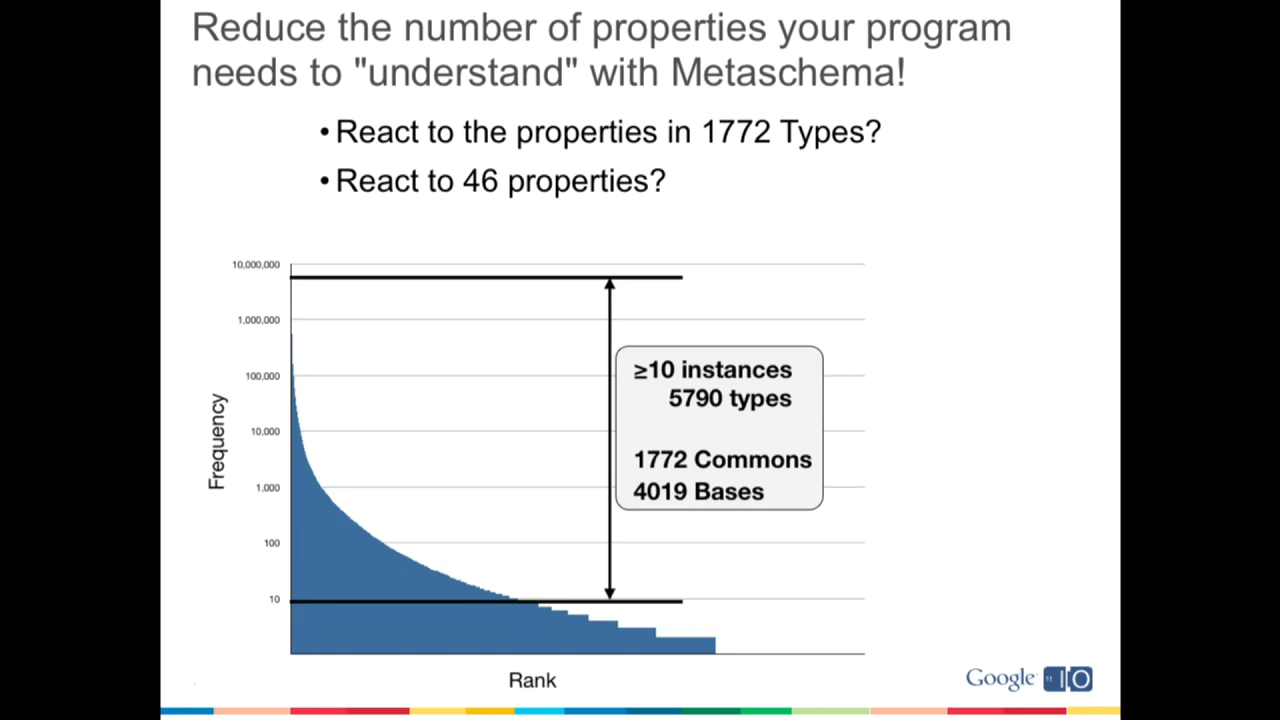 Reduce the number of properties your program
needs to "understand" with Metaschema!
• React to the properties in 1772 Types?
• React to 46 properties?
10,000,000
1,000,000
100,000
10,000
1,000
100
10
Frequency
≥10 instances
5790 types
1772 Commons
4019 Bases
Rank
Google 11 IO